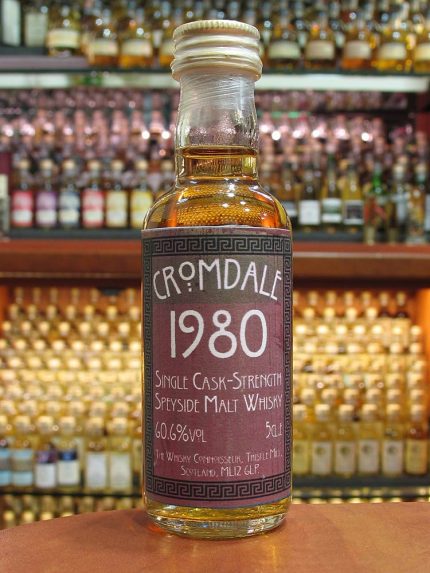 CROMDALE
1980
SINGLE CASK-STRENGTH
SPEYSIDE MALT WHISKY
60.6%VOL 5CLE
THE WHISKY CONNOISSEUR, THISTLE MILL,
SCOTLAND, ML12 6LP.